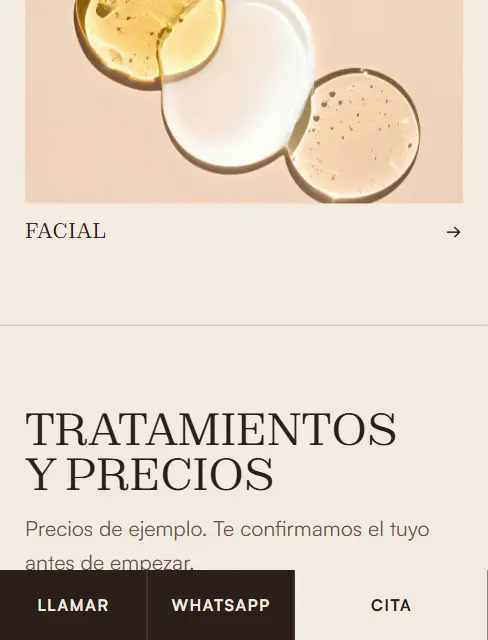 FACIAL →
TRATAMIENTOS
Y PRECIOS
Precios de ejemplo. Te confirmamos el tuyo
antes de empezar.
LLAMAR WHATSAPP CITA